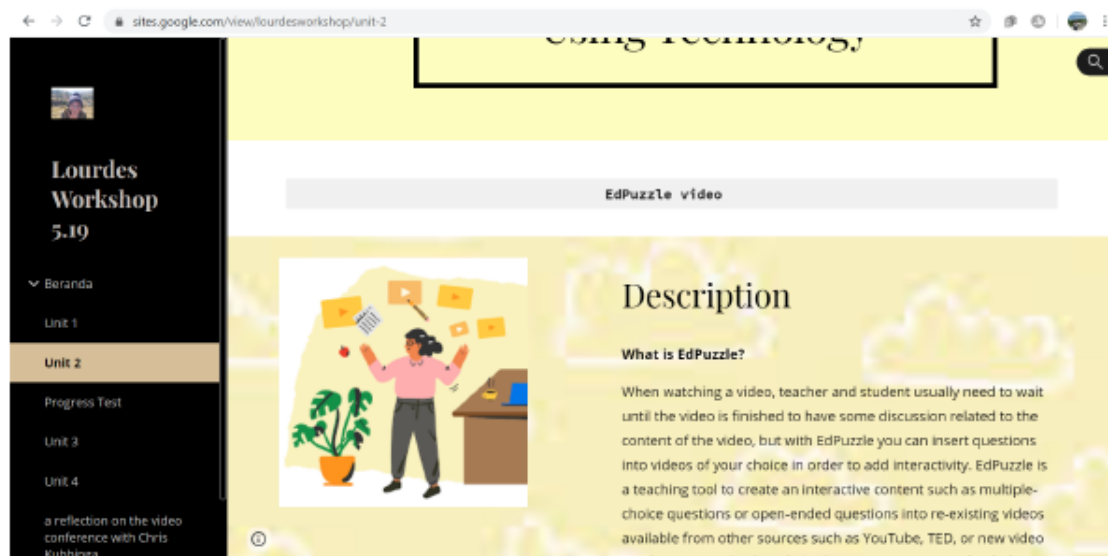 sites.google.com/view/lourdesworkshop/unit-2
Using Technology
Lourdes
Workshop
5.19
Beranda
Unit 1
Unit 2
Progress Test
Unit 3
Unit 4
a reflection on the video
conference with Chris
Kubbinga
EdPuzzle video
Description
What is EdPuzzle?
When watching a video, teacher and student usually need to wait
until the video is finished to have some discussion related to the
content of the video, but with EdPuzzle you can insert questions
into videos of your choice in order to add interactivity. EdPuzzle is
a teaching tool to create an interactive content such as multiple-
choice questions or open-ended questions into re-existing videos
available from other sources such as YouTube, TED, or new video